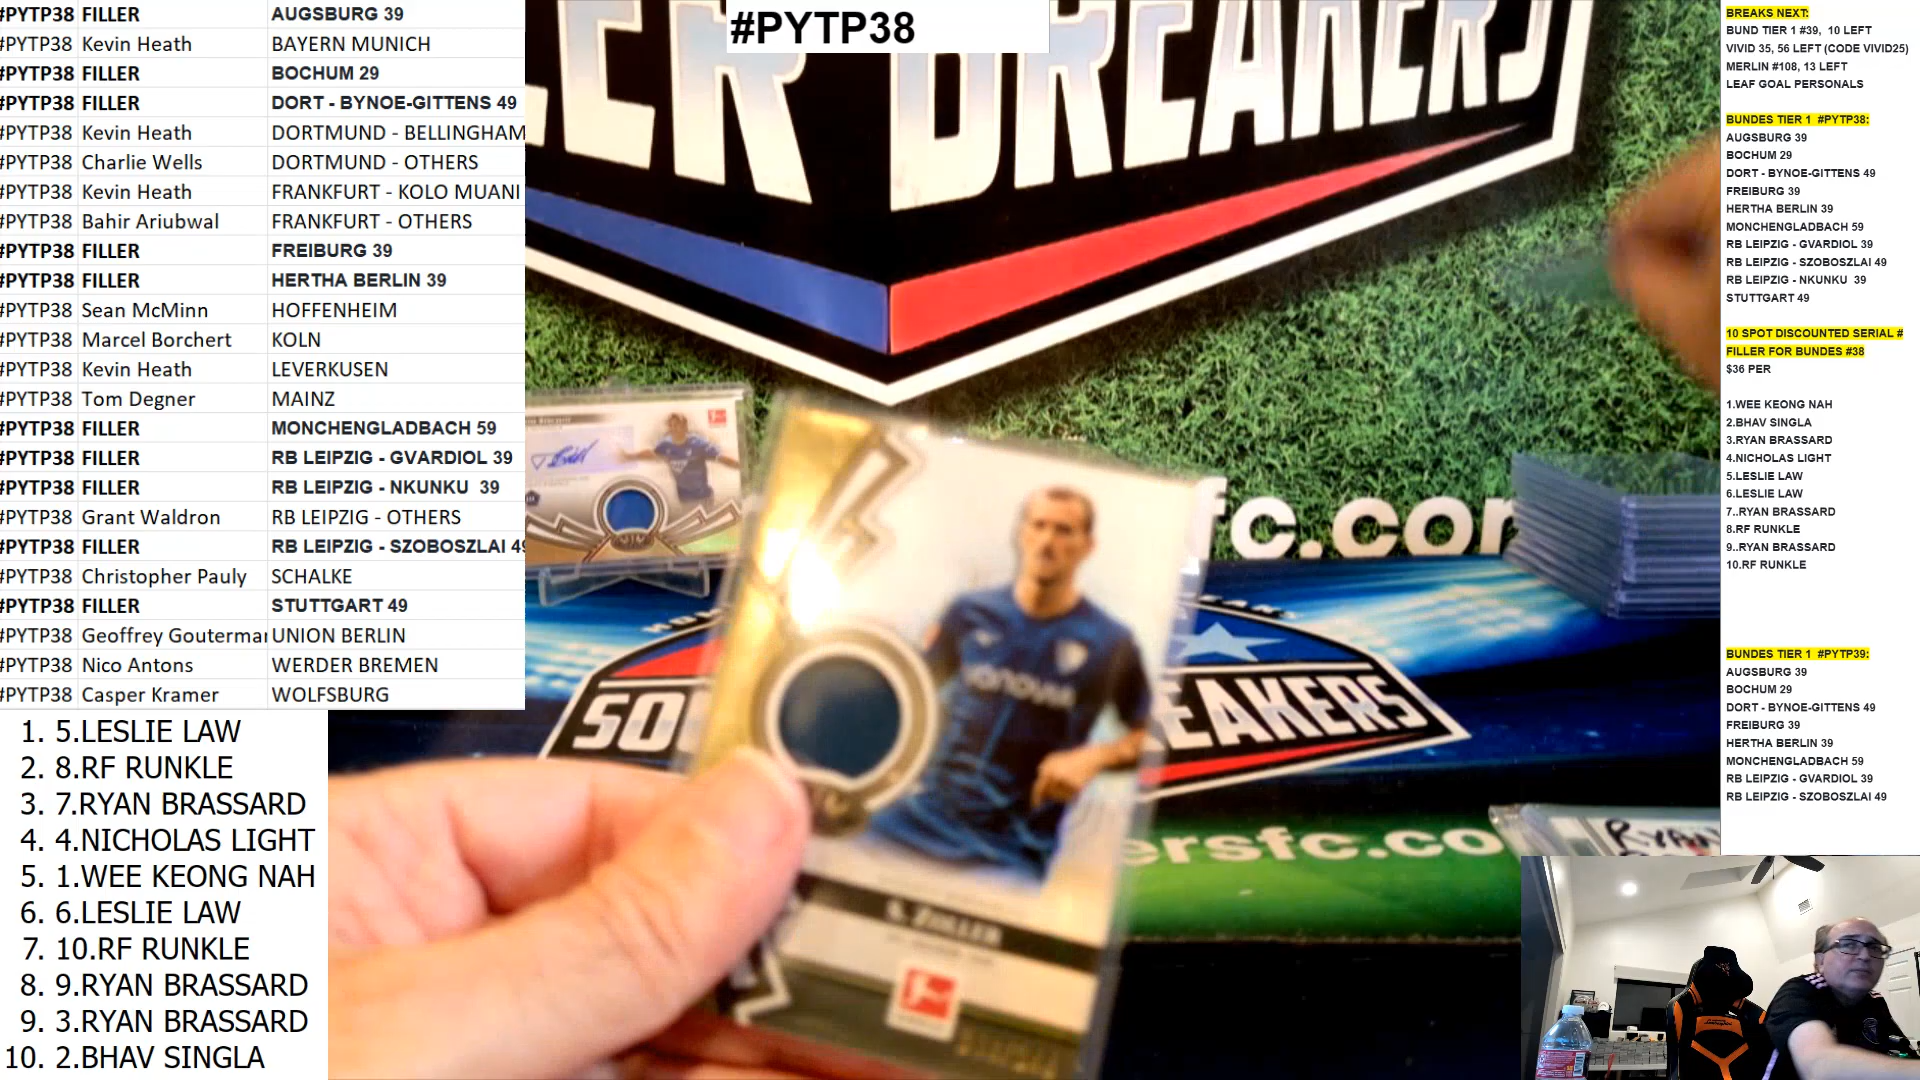 #PYTP38 FILLER AUGSBURG 39
#PYTP38 Kevin Heath BAYERN MUNICH
#PYTP38 FILLER BOCHUM 29
#PYTP38 FILLER DORT - BYNOE-GITTENS 49
#PYTP38 Kevin Heath DORTMUND - BELLINGHAM
#PYTP38 Charlie Wells DORTMUND - OTHERS
#PYTP38 Kevin Heath FRANKFURT - KOLO MUANI
#PYTP38 Bahir Ariubwal FRANKFURT - OTHERS
#PYTP38 FILLER FREIBURG 39
#PYTP38 FILLER HERTHA BERLIN 39
#PYTP38 Sean McMinn HOFFENHEIM
#PYTP38 Marcel Borchert KOLN
#PYTP38 Kevin Heath LEVERKUSEN
#PYTP38 Tom Degner MAINZ
#PYTP38 FILLER MONCHENGLADBACH 59
#PYTP38 FILLER RB LEIPZIG - GVARDIOL 39
#PYTP38 FILLER RB LEIPZIG - NKUNKU 39
#PYTP38 Grant Waldron RB LEIPZIG - OTHERS
#PYTP38 FILLER RB LEIPZIG - SZOBOSZLAI 49
#PYTP38 Christopher Pauly SCHALKE
#PYTP38 FILLER STUTTGART 49
#PYTP38 Geoffrey Gouterman UNION BERLIN
#PYTP38 Nico Antons WERDER BREMEN
#PYTP38 Casper Kramer WOLFSBURG
1. 5.LESLIE LAW
2. 8.RF RUNKLE
3. 7.RYAN BRASSARD
4. 4.NICHOLAS LIGHT
5. 1.WEE KEONG NAH
6. 6.LESLIE LAW
7. 10.RF RUNKLE
8. 9.RYAN BRASSARD
9. 3.RYAN BRASSARD
10. 2.BHAV SINGLA
#PYTP38
ER BREAKERS
fc.com
SO EAKERS
ersfc.co
S. ZOLLER
RYAN
BREAKS NEXT:
BUND TIER 1 #39, 10 LEFT
VIVID 35, 56 LEFT (CODE VIVID25)
MERLIN #108, 13 LEFT
LEAF GOAL PERSONALS
BUNDES TIER 1 #PYTP38:
AUGSBURG 39
BOCHUM 29
DORT - BYNOE-GITTENS 49
FREIBURG 39
HERTHA BERLIN 39
MONCHENGLADBACH 59
RB LEIPZIG - GVARDIOL 39
RB LEIPZIG - SZOBOSZLAI 49
RB LEIPZIG - NKUNKU 39
STUTTGART 49
10 SPOT DISCOUNTED SERIAL #
FILLER FOR BUNDES #38
$36 PER
1.WEE KEONG NAH
2.BHAV SINGLA
3.RYAN BRASSARD
4.NICHOLAS LIGHT
5.LESLIE LAW
6.LESLIE LAW
7..RYAN BRASSARD
8.RF RUNKLE
9..RYAN BRASSARD
10.RF RUNKLE
BUNDES TIER 1 #PYTP39:
AUGSBURG 39
BOCHUM 29
DORT - BYNOE-GITTENS 49
FREIBURG 39
HERTHA BERLIN 39
MONCHENGLADBACH 59
RB LEIPZIG - GVARDIOL 39
RB LEIPZIG - SZOBOSZLAI 49